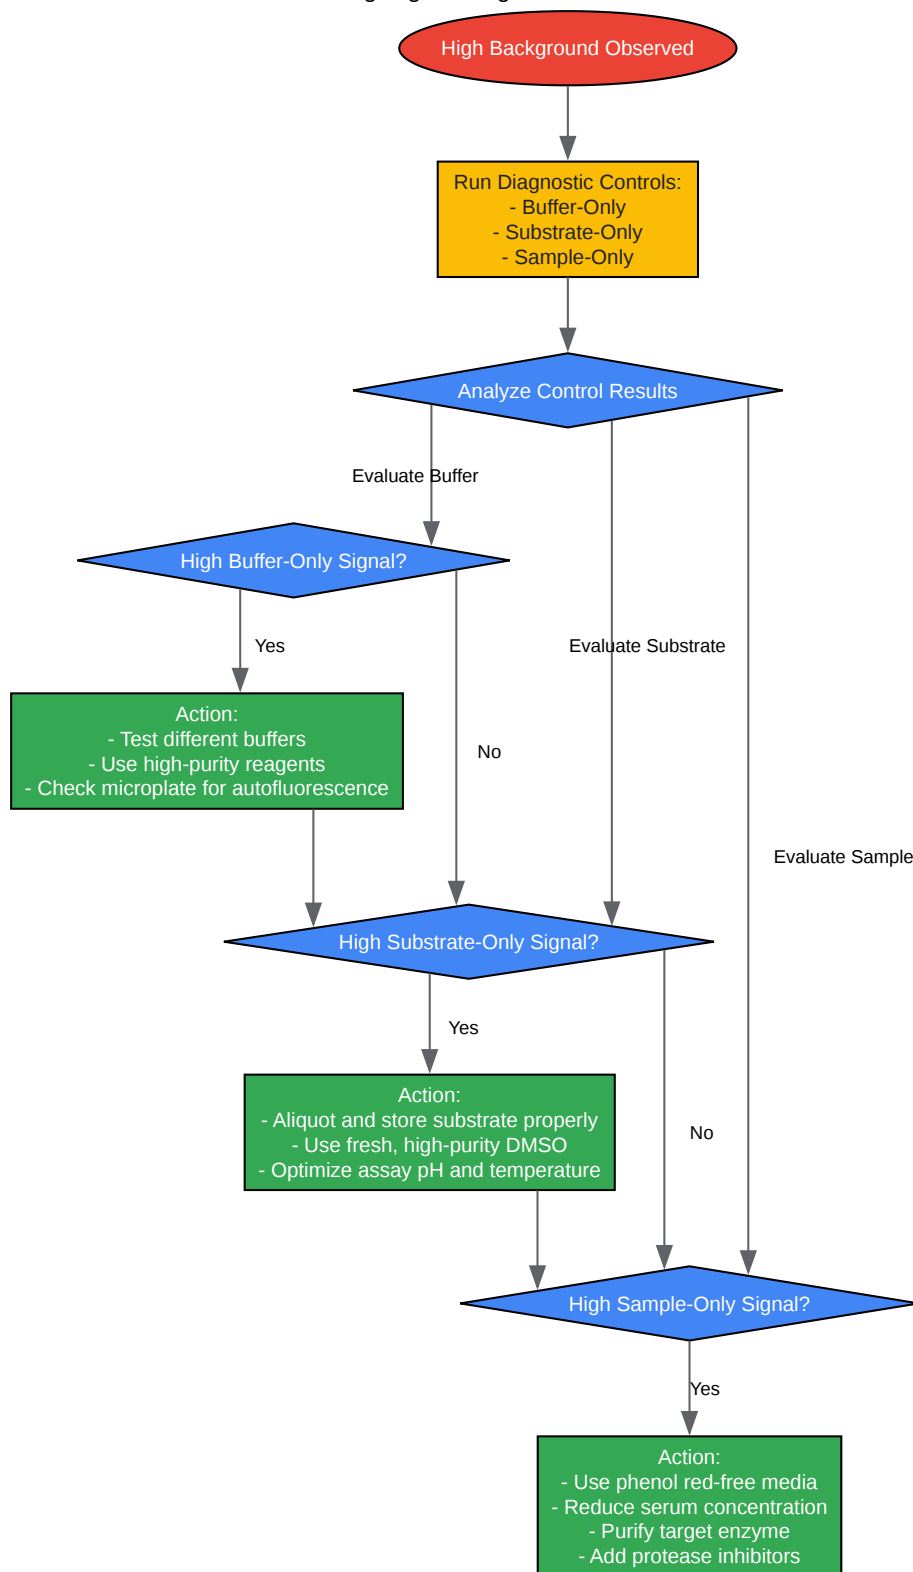 High Background Observed
Run Diagnostic Controls:
- Buffer-Only
- Substrate-Only
- Sample-Only
Analyze Control Results
Evaluate Buffer
High Buffer-Only Signal?
Yes
Evaluate Substrate
Action:
- Test different buffers
- Use high-purity reagents
- Check microplate for autofluorescence
No
Evaluate Sample
High Substrate-Only Signal?
Yes
Action:
- Aliquot and store substrate properly
- Use fresh, high-purity DMSO
- Optimize assay pH and temperature
No
High Sample-Only Signal?
Yes
Action:
- Use phenol red-free media
- Reduce serum concentration
- Purify target enzyme
- Add protease inhibitors